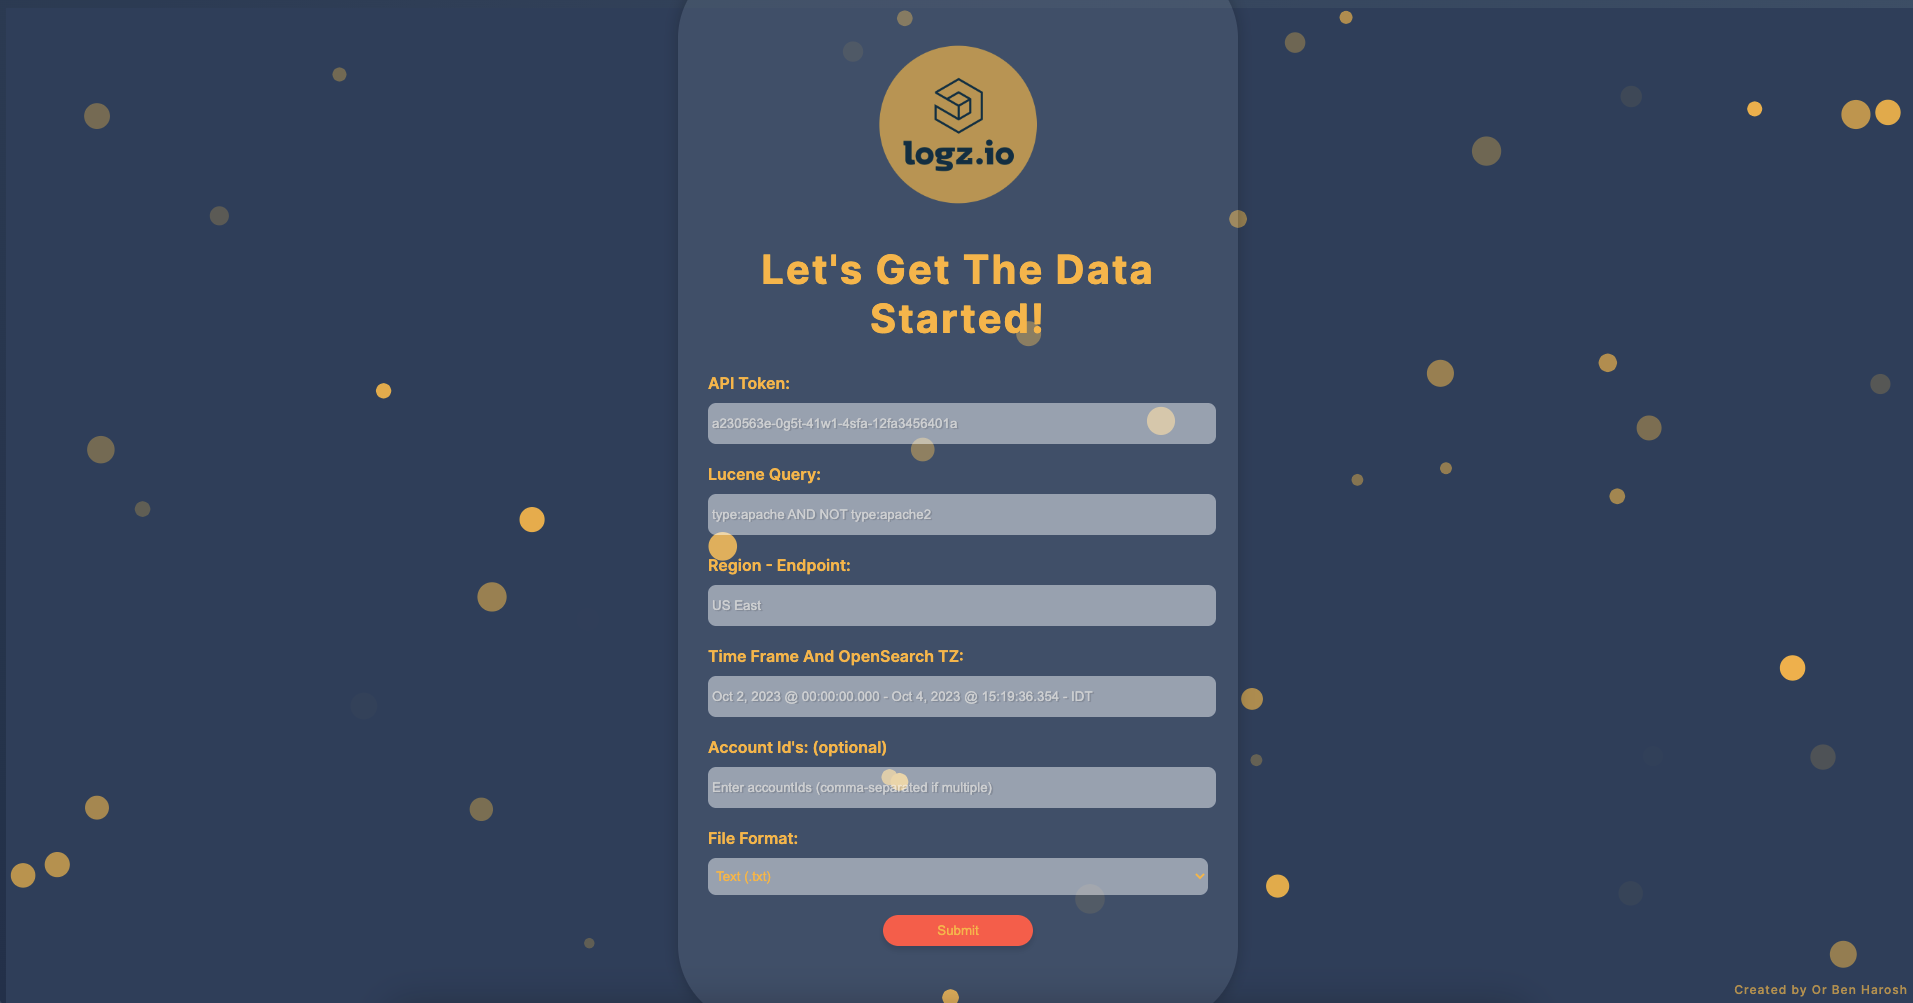 logz.io
Let's Get The Data
Started!
API Token:
a230563e-0g5t-41w1-4sfa-12fa3456401a
Lucene Query:
type:apache AND NOT type:apache2
Region - Endpoint:
US East
Time Frame And OpenSearch TZ:
Oct 2, 2023 @ 00:00:00.000 - Oct 4, 2023 @ 15:19:36.354 - IDT
Account Id's: (optional)
Enter accountIds (comma-separated if multiple)
File Format:
Text (.txt)
Submit
Created by Or Ben Harosh